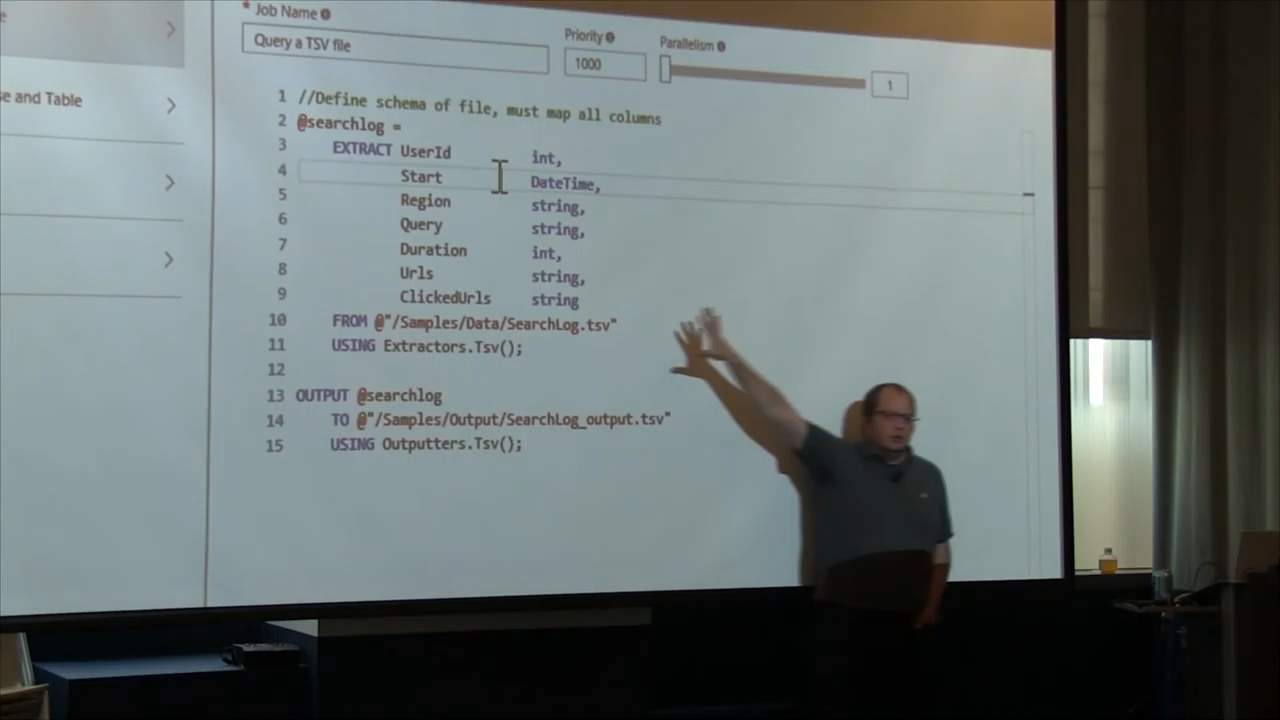 * Job Name
Query a TSV file
Priority
1000
Parallelism
1
se and Table
1 //Define schema of file, must map all columns
2 @searchlog =
3 EXTRACT UserId int,
4 Start DateTime,
5 Region string,
6 Query string,
7 Duration int,
8 Urls string,
9 ClickedUrls string
10 FROM @"/Samples/Data/SearchLog.tsv"
11 USING Extractors.Tsv();
12
13 OUTPUT @searchlog
14 TO @"/Samples/Output/SearchLog_output.tsv"
15 USING Outputters.Tsv();